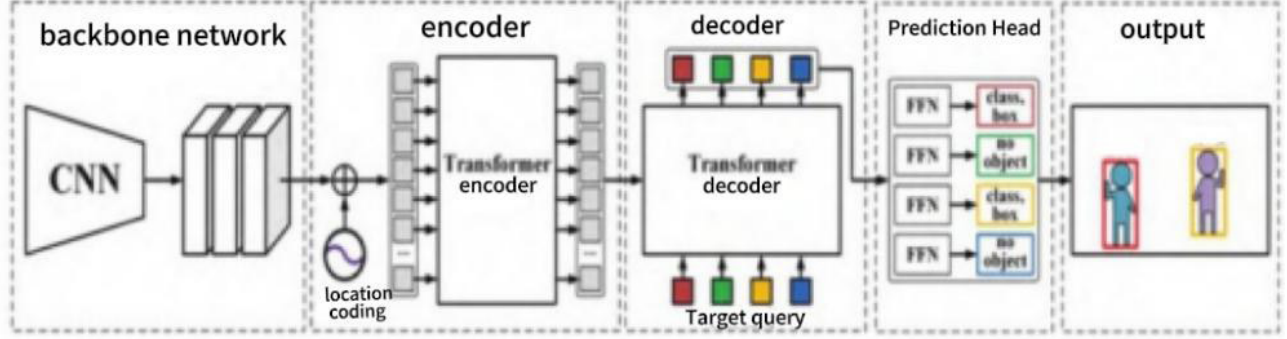 backbone network
encoder
decoder
Prediction Head
output
CNN
Transformer
encoder
location
coding
...
...
Transformer
decoder
Target query
FFN
class,
box
FFN
no
object
FFN
class,
box
FFN
no
object